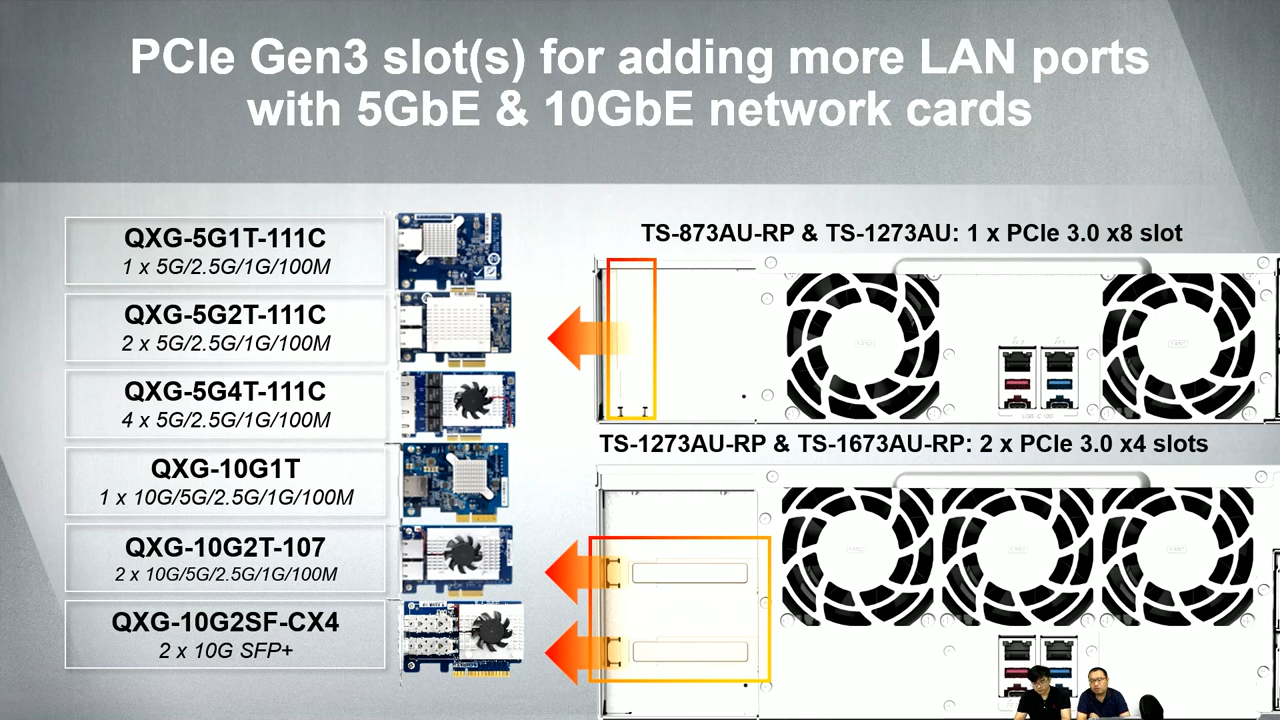 PCIe Gen3 slot(s) for adding more LAN ports
with 5GbE & 10GbE network cards
QXG-5G1T-111C
1 x 5G/2.5G/1G/100M
QXG-5G2T-111C
2 x 5G/2.5G/1G/100M
QXG-5G4T-111C
4 x 5G/2.5G/1G/100M
QXG-10G1T
1 x 10G/5G/2.5G/1G/100M
QXG-10G2T-107
2 x 10G/5G/2.5G/1G/100M
QXG-10G2SF-CX4
2 x 10G SFP+
TS-873AU-RP & TS-1273AU: 1 x PCIe 3.0 x8 slot
TS-1273AU-RP & TS-1673AU-RP: 2 x PCIe 3.0 x4 slots